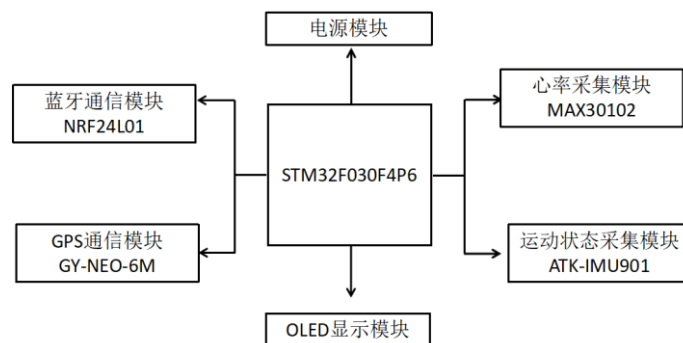 电源模块
蓝牙通信模块
NRF24L01
心率采集模块
MAX30102
STM32F030F4P6
GPS通信模块
GY-NEO-6M
运动状态采集模块
ATK-IMU901
OLED显示模块